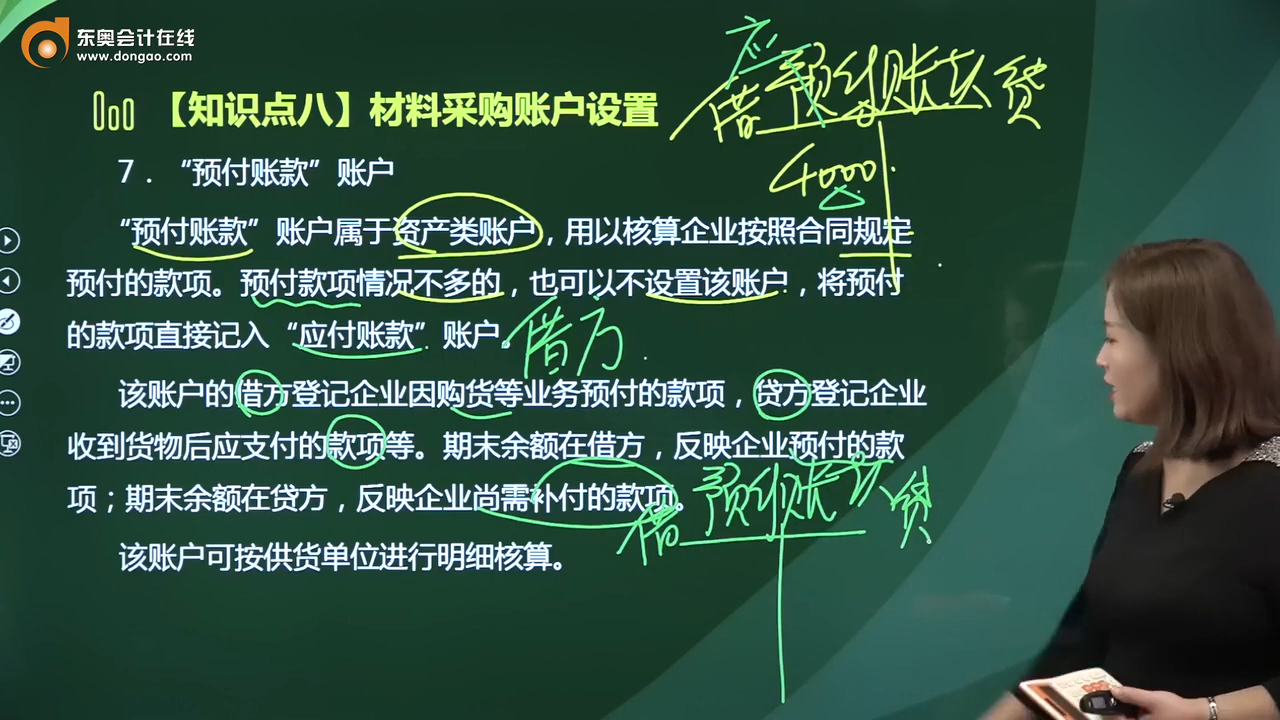 东奥会计在线
www.dongao.com
【知识点八】材料采购账户设置
应
借 预付账款 贷
4000
7．“预付账款”账户
“预付账款”账户属于资产类账户，用以核算企业按照合同规定
预付的款项。预付款项情况不多的，也可以不设置该账户，将预付
的款项直接记入“应付账款”账户。
借方
该账户的借方登记企业因购货等业务预付的款项，贷方登记企业
收到货物后应支付的款项等。期末余额在借方，反映企业预付的款
项；期末余额在贷方，反映企业尚需补付的款项。
借 预付账款 贷
该账户可按供货单位进行明细核算。